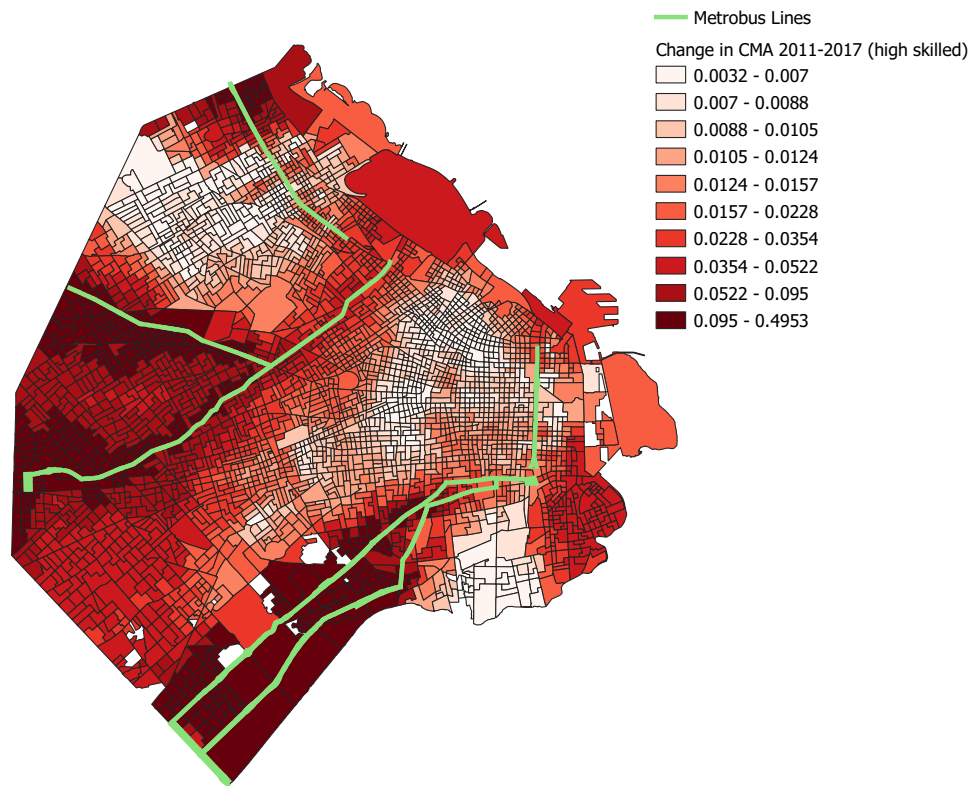 Metrobus Lines
Change in CMA 2011-2017 (high skilled)
0.0032 - 0.007
0.007 - 0.0088
0.0088 - 0.0105
0.0105 - 0.0124
0.0124 - 0.0157
0.0157 - 0.0228
0.0228 - 0.0354
0.0354 - 0.0522
0.0522 - 0.095
0.095 - 0.4953